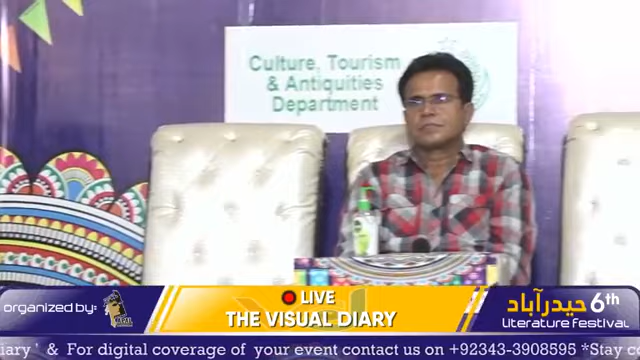 Culture, Tourism
& Antiquities
Department
organized by:
LIVE
THE VISUAL DIARY
حیدرآباد 6th
Literature Festival
iary ' & For digital coverage of your event contact us on +92343-3908595 *Stay c